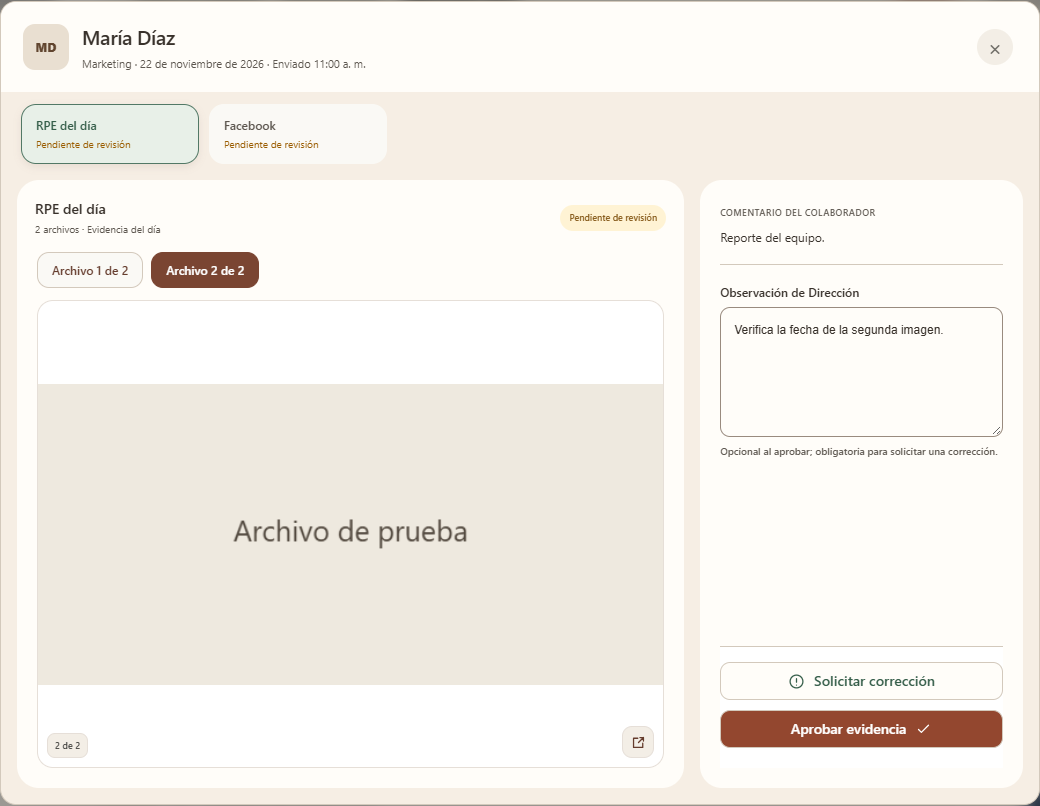 MD
María Díaz
Marketing · 22 de noviembre de 2026 · Enviado 11:00 a. m.
RPE del día
Pendiente de revisión
Facebook
Pendiente de revisión
RPE del día
2 archivos · Evidencia del día
Pendiente de revisión
Archivo 1 de 2
Archivo 2 de 2
Archivo de prueba
2 de 2
COMENTARIO DEL COLABORADOR
Reporte del equipo.
Observación de Dirección
Verifica la fecha de la segunda imagen.
Opcional al aprobar; obligatoria para solicitar una corrección.
Solicitar corrección
Aprobar evidencia